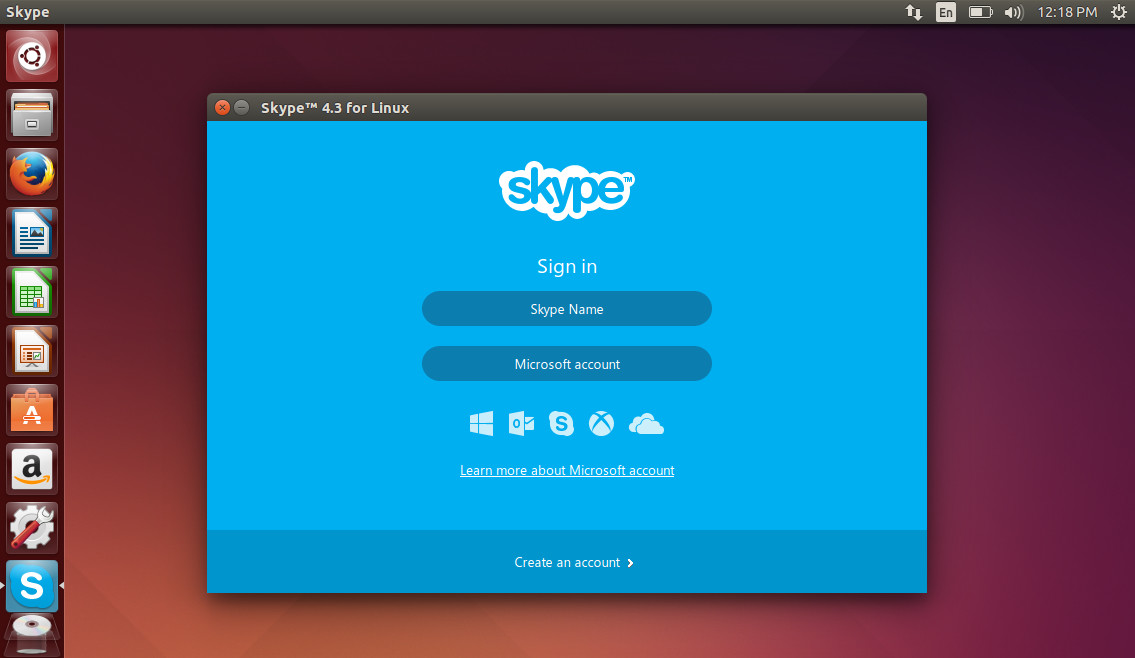 Skype
En
12:18 PM
Skype™ 4.3 for Linux
skype™
Sign in
Skype Name
Microsoft account
Learn more about Microsoft account
Create an account